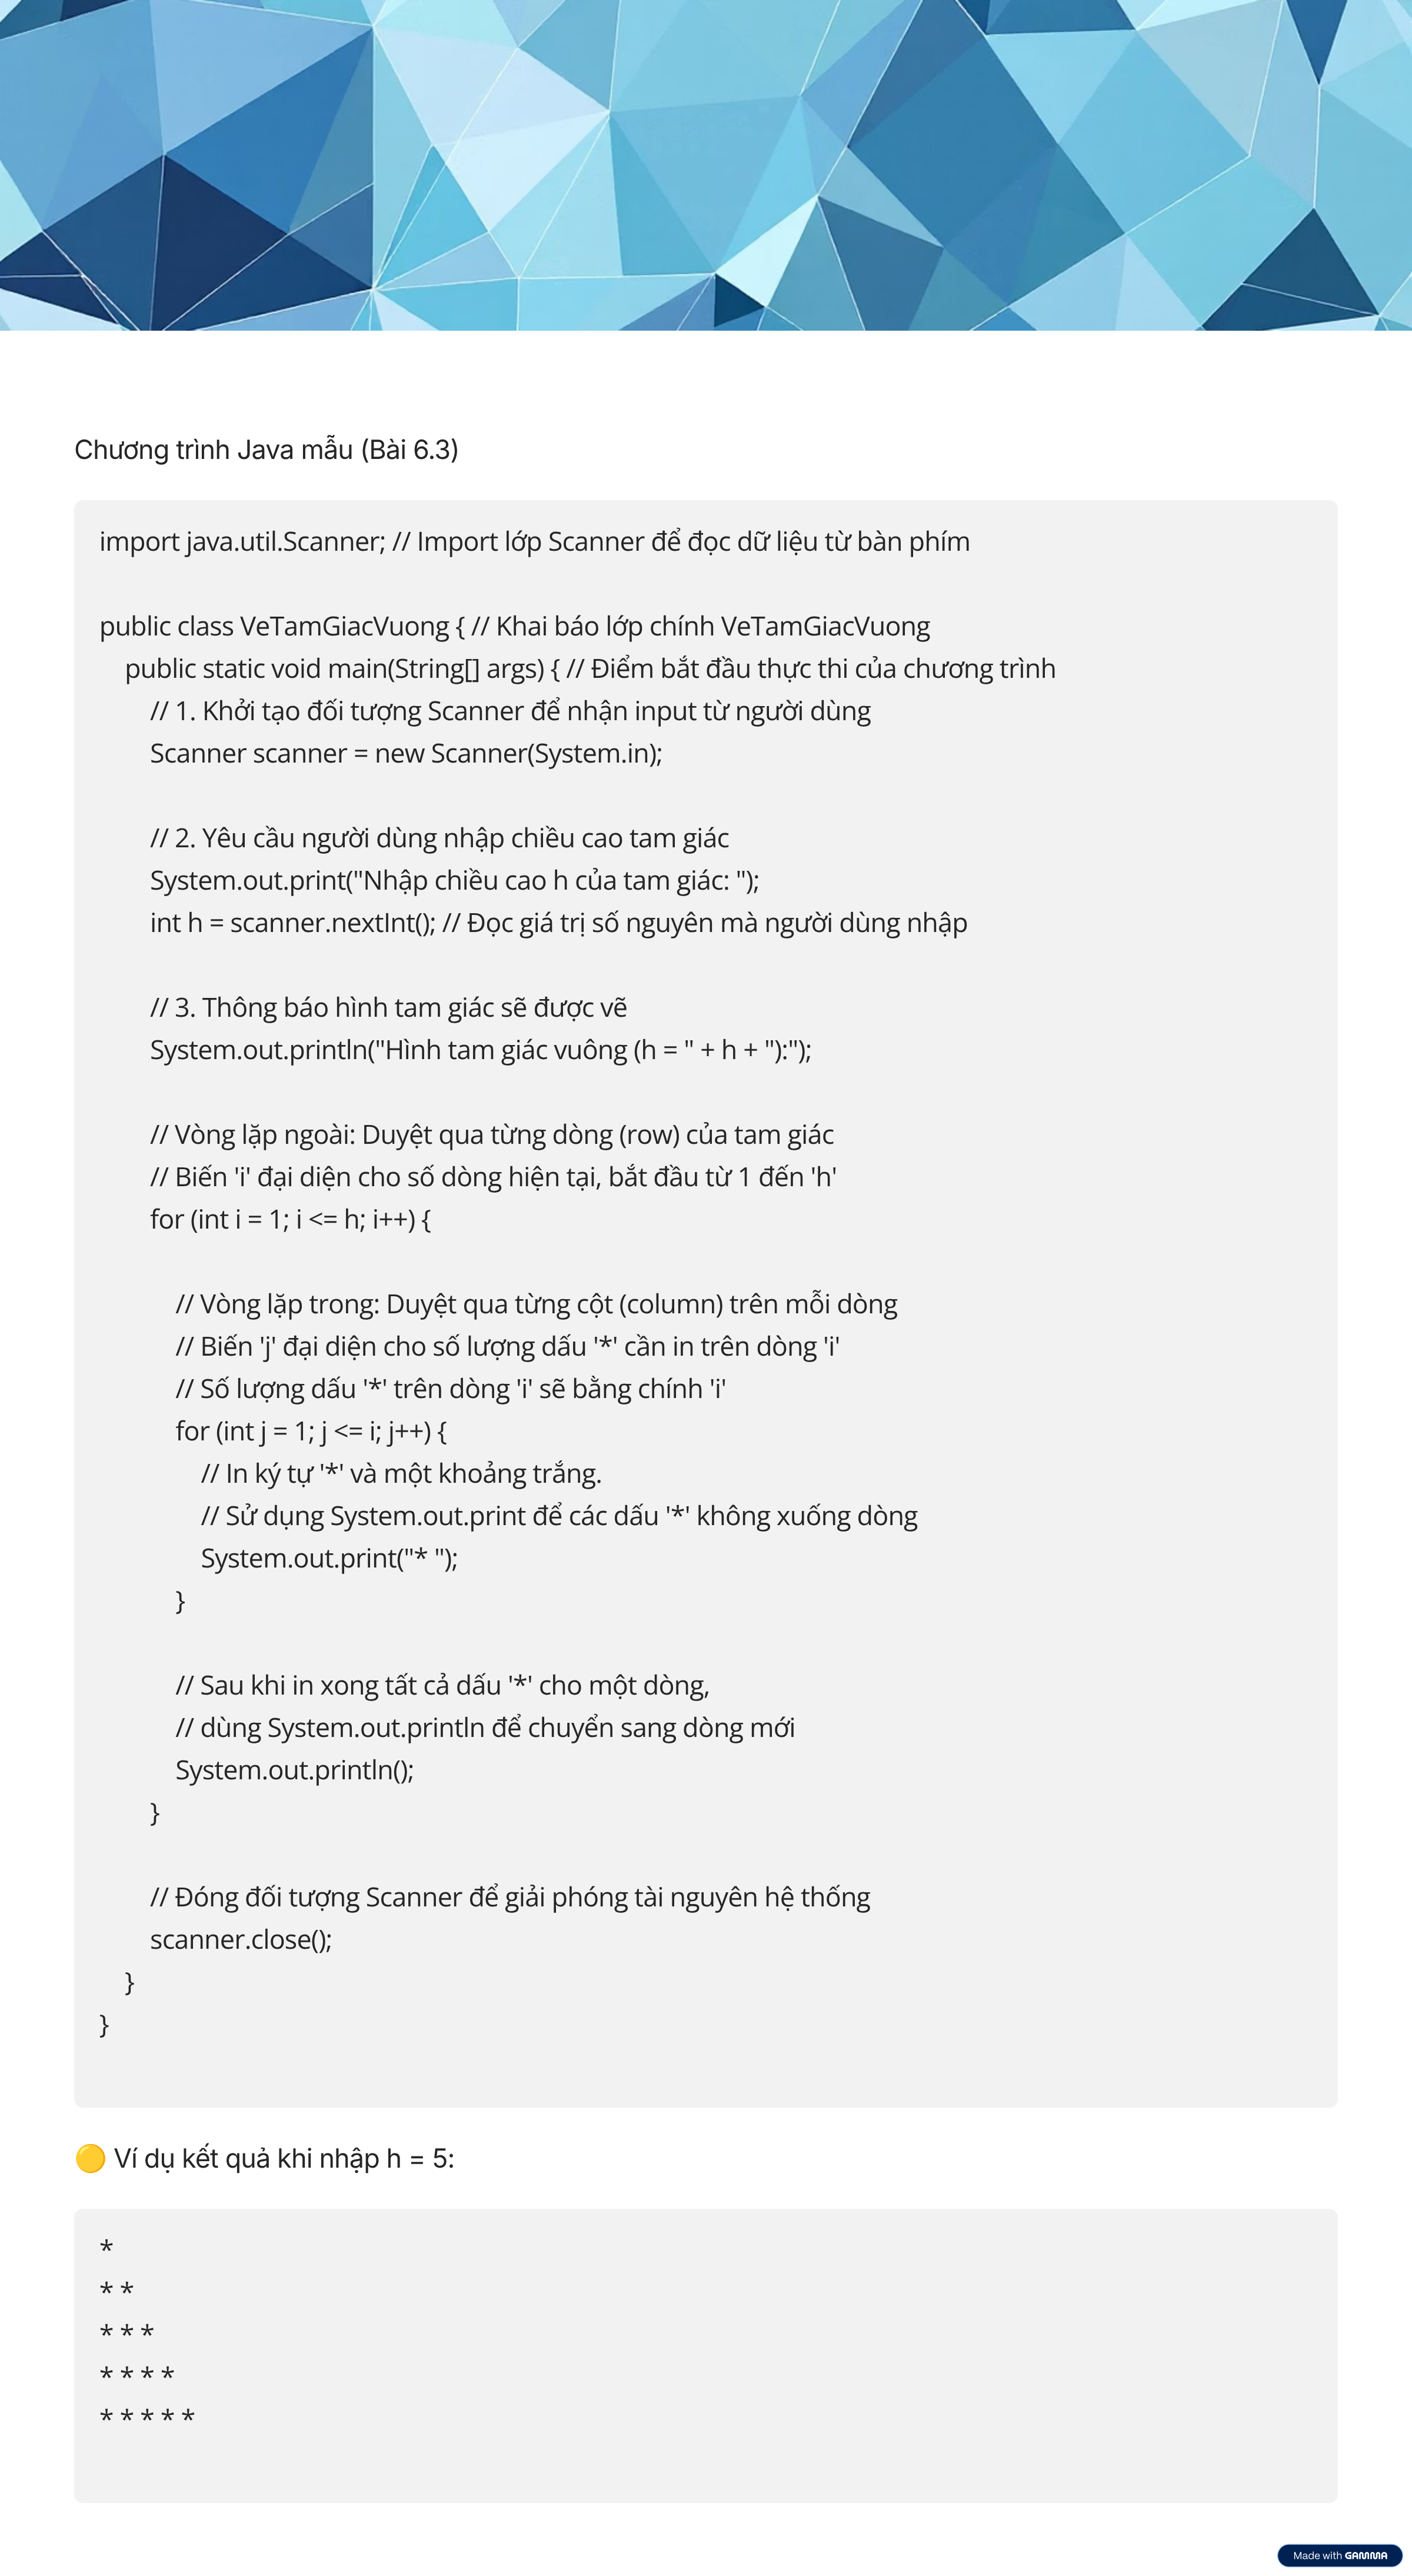 Chương trình Java mẫu (Bài 6.3)
import java.util.Scanner; // Import lớp Scanner để đọc dữ liệu từ bàn phím
public class VeTamGiacVuong { // Khai báo lớp chính VeTamGiacVuong
    public static void main(String[] args) { // Điểm bắt đầu thực thi của chương trình
        // 1. Khởi tạo đối tượng Scanner để nhận input từ người dùng
        Scanner scanner = new Scanner(System.in);
        // 2. Yêu cầu người dùng nhập chiều cao tam giác
        System.out.print("Nhập chiều cao h của tam giác: ");
        int h = scanner.nextInt(); // Đọc giá trị số nguyên mà người dùng nhập
        // 3. Thông báo hình tam giác sẽ được vẽ
        System.out.println("Hình tam giác vuông (h = " + h + "):");
        // Vòng lặp ngoài: Duyệt qua từng dòng (row) của tam giác
        // Biến 'i' đại diện cho số dòng hiện tại, bắt đầu từ 1 đến 'h'
        for (int i = 1; i <= h; i++) {
            // Vòng lặp trong: Duyệt qua từng cột (column) trên mỗi dòng
            // Biến 'j' đại diện cho số lượng dấu '*' cần in trên dòng 'i'
            // Số lượng dấu '*' trên dòng 'i' sẽ bằng chính 'i'
            for (int j = 1; j <= i; j++) {
                // In ký tự '*' và một khoảng trắng.
                // Sử dụng System.out.print để các dấu '*' không xuống dòng
                System.out.print("* ");
            }
            // Sau khi in xong tất cả dấu '*' cho một dòng,
            // dùng System.out.println để chuyển sang dòng mới
            System.out.println();
        }
        // Đóng đối tượng Scanner để giải phóng tài nguyên hệ thống
        scanner.close();
    }
}
🟡 Ví dụ kết quả khi nhập h = 5:
*
* *
* * *
* * * *
* * * * *
Made with GAMMA